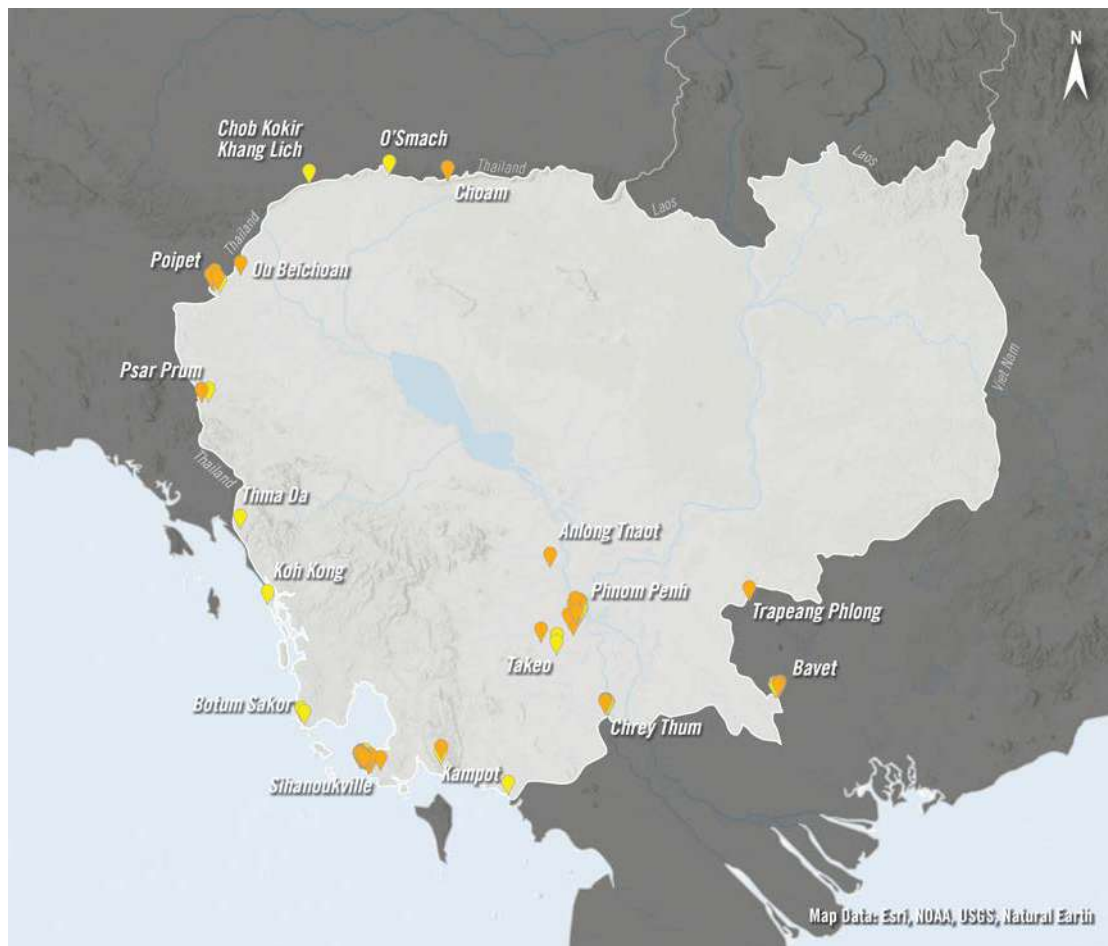 N
Chob Kokir
Khang Lich
O'Smach
Thailand
Choam
Laos
Laos
Thailand
Poipet
Ou Beichoan
Psar Prum
Viet Nam
Thailand
Thma Da
Anlong Tnaot
Koh Kong
Phnom Penh
Trapeang Phlong
Takeo
Bavet
Botum Sakor
Chrey Thum
Sihanoukville
Kampot
Map Data: Esri, NOAA, USGS, Natural Earth